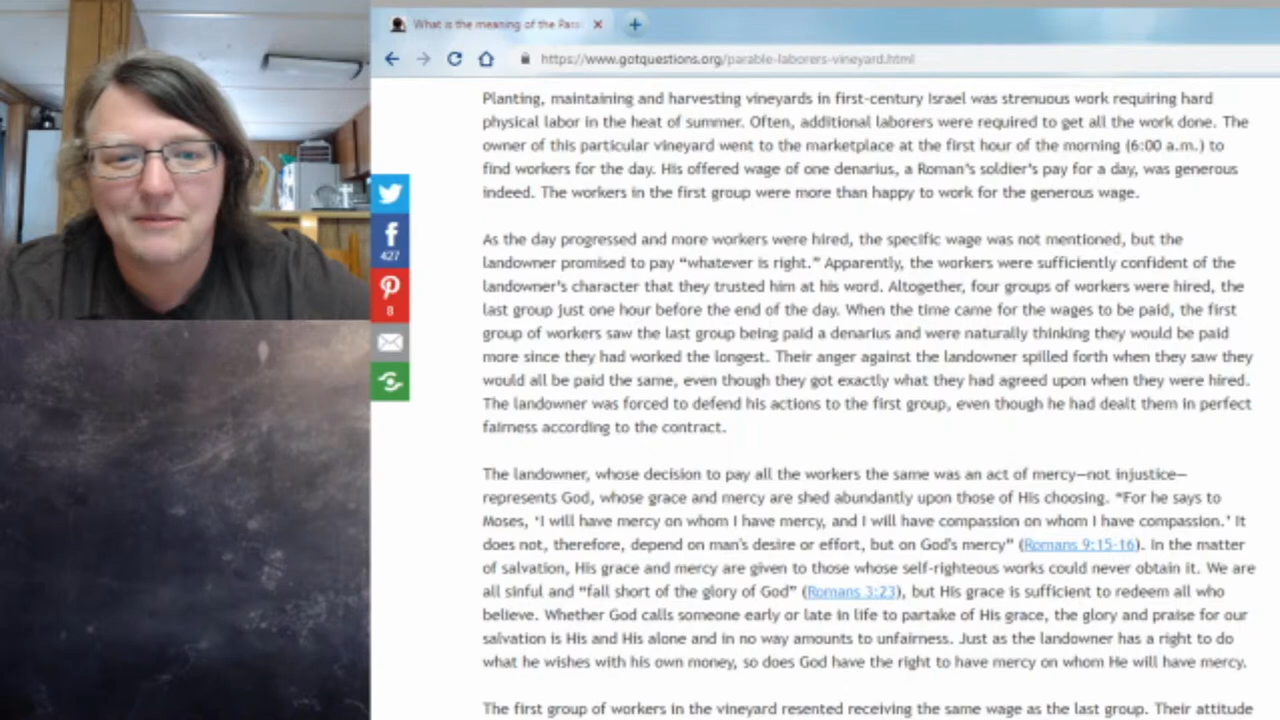 What is the meaning of the Para
https://www.gotquestions.org/parable-laborers-vineyard.html
427
8
Planting, maintaining and harvesting vineyards in first-century Israel was strenuous work requiring hard
physical labor in the heat of summer. Often, additional laborers were required to get all the work done. The
owner of this particular vineyard went to the marketplace at the first hour of the morning (6:00 a.m.) to
find workers for the day. His offered wage of one denarius, a Roman's soldier's pay for a day, was generous
indeed. The workers in the first group were more than happy to work for the generous wage.
As the day progressed and more workers were hired, the specific wage was not mentioned, but the
landowner promised to pay “whatever is right.” Apparently, the workers were sufficiently confident of the
landowner's character that they trusted him at his word. Altogether, four groups of workers were hired, the
last group just one hour before the end of the day. When the time came for the wages to be paid, the first
group of workers saw the last group being paid a denarius and were naturally thinking they would be paid
more since they had worked the longest. Their anger against the landowner spilled forth when they saw they
would all be paid the same, even though they got exactly what they had agreed upon when they were hired.
The landowner was forced to defend his actions to the first group, even though he had dealt them in perfect
fairness according to the contract.
The landowner, whose decision to pay all the workers the same was an act of mercy—not injustice—
represents God, whose grace and mercy are shed abundantly upon those of His choosing. “For he says to
Moses, ‘I will have mercy on whom I have mercy, and I will have compassion on whom I have compassion.’ It
does not, therefore, depend on man's desire or effort, but on God's mercy” (Romans 9:15-16). In the matter
of salvation, His grace and mercy are given to those whose self-righteous works could never obtain it. We are
all sinful and “fall short of the glory of God” (Romans 3:23), but His grace is sufficient to redeem all who
believe. Whether God calls someone early or late in life to partake of His grace, the glory and praise for our
salvation is His and His alone and in no way amounts to unfairness. Just as the landowner has a right to do
what he wishes with his own money, so does God have the right to have mercy on whom He will have mercy.
The first group of workers in the vineyard resented receiving the same wage as the last group. Their attitude